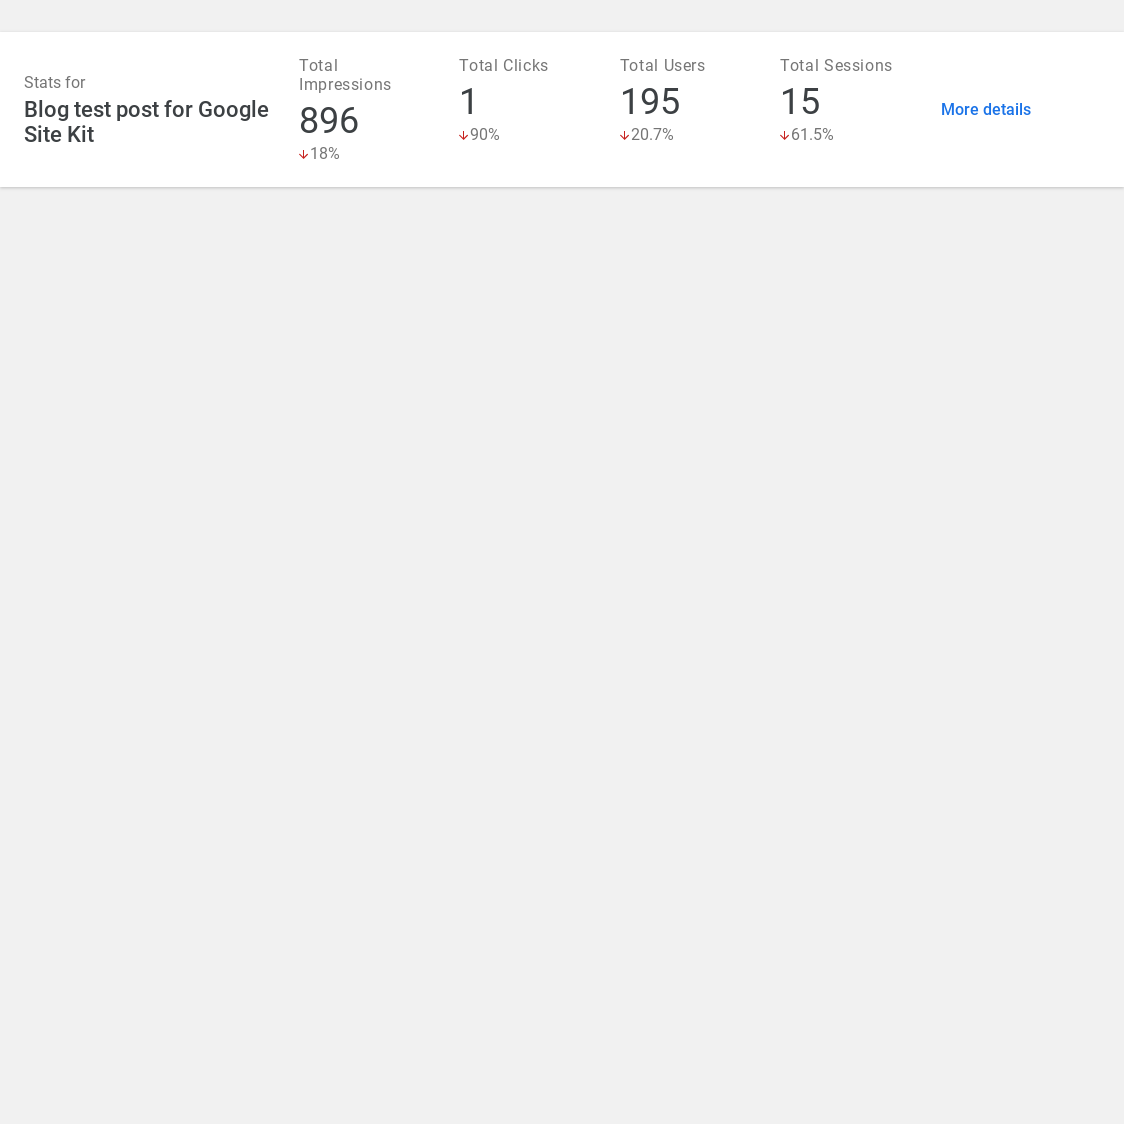 Stats for
Blog test post for Google
Site Kit
Total
Impressions
896
↓18%
Total Clicks
1
↓90%
Total Users
195
↓20.7%
Total Sessions
15
↓61.5%
More details